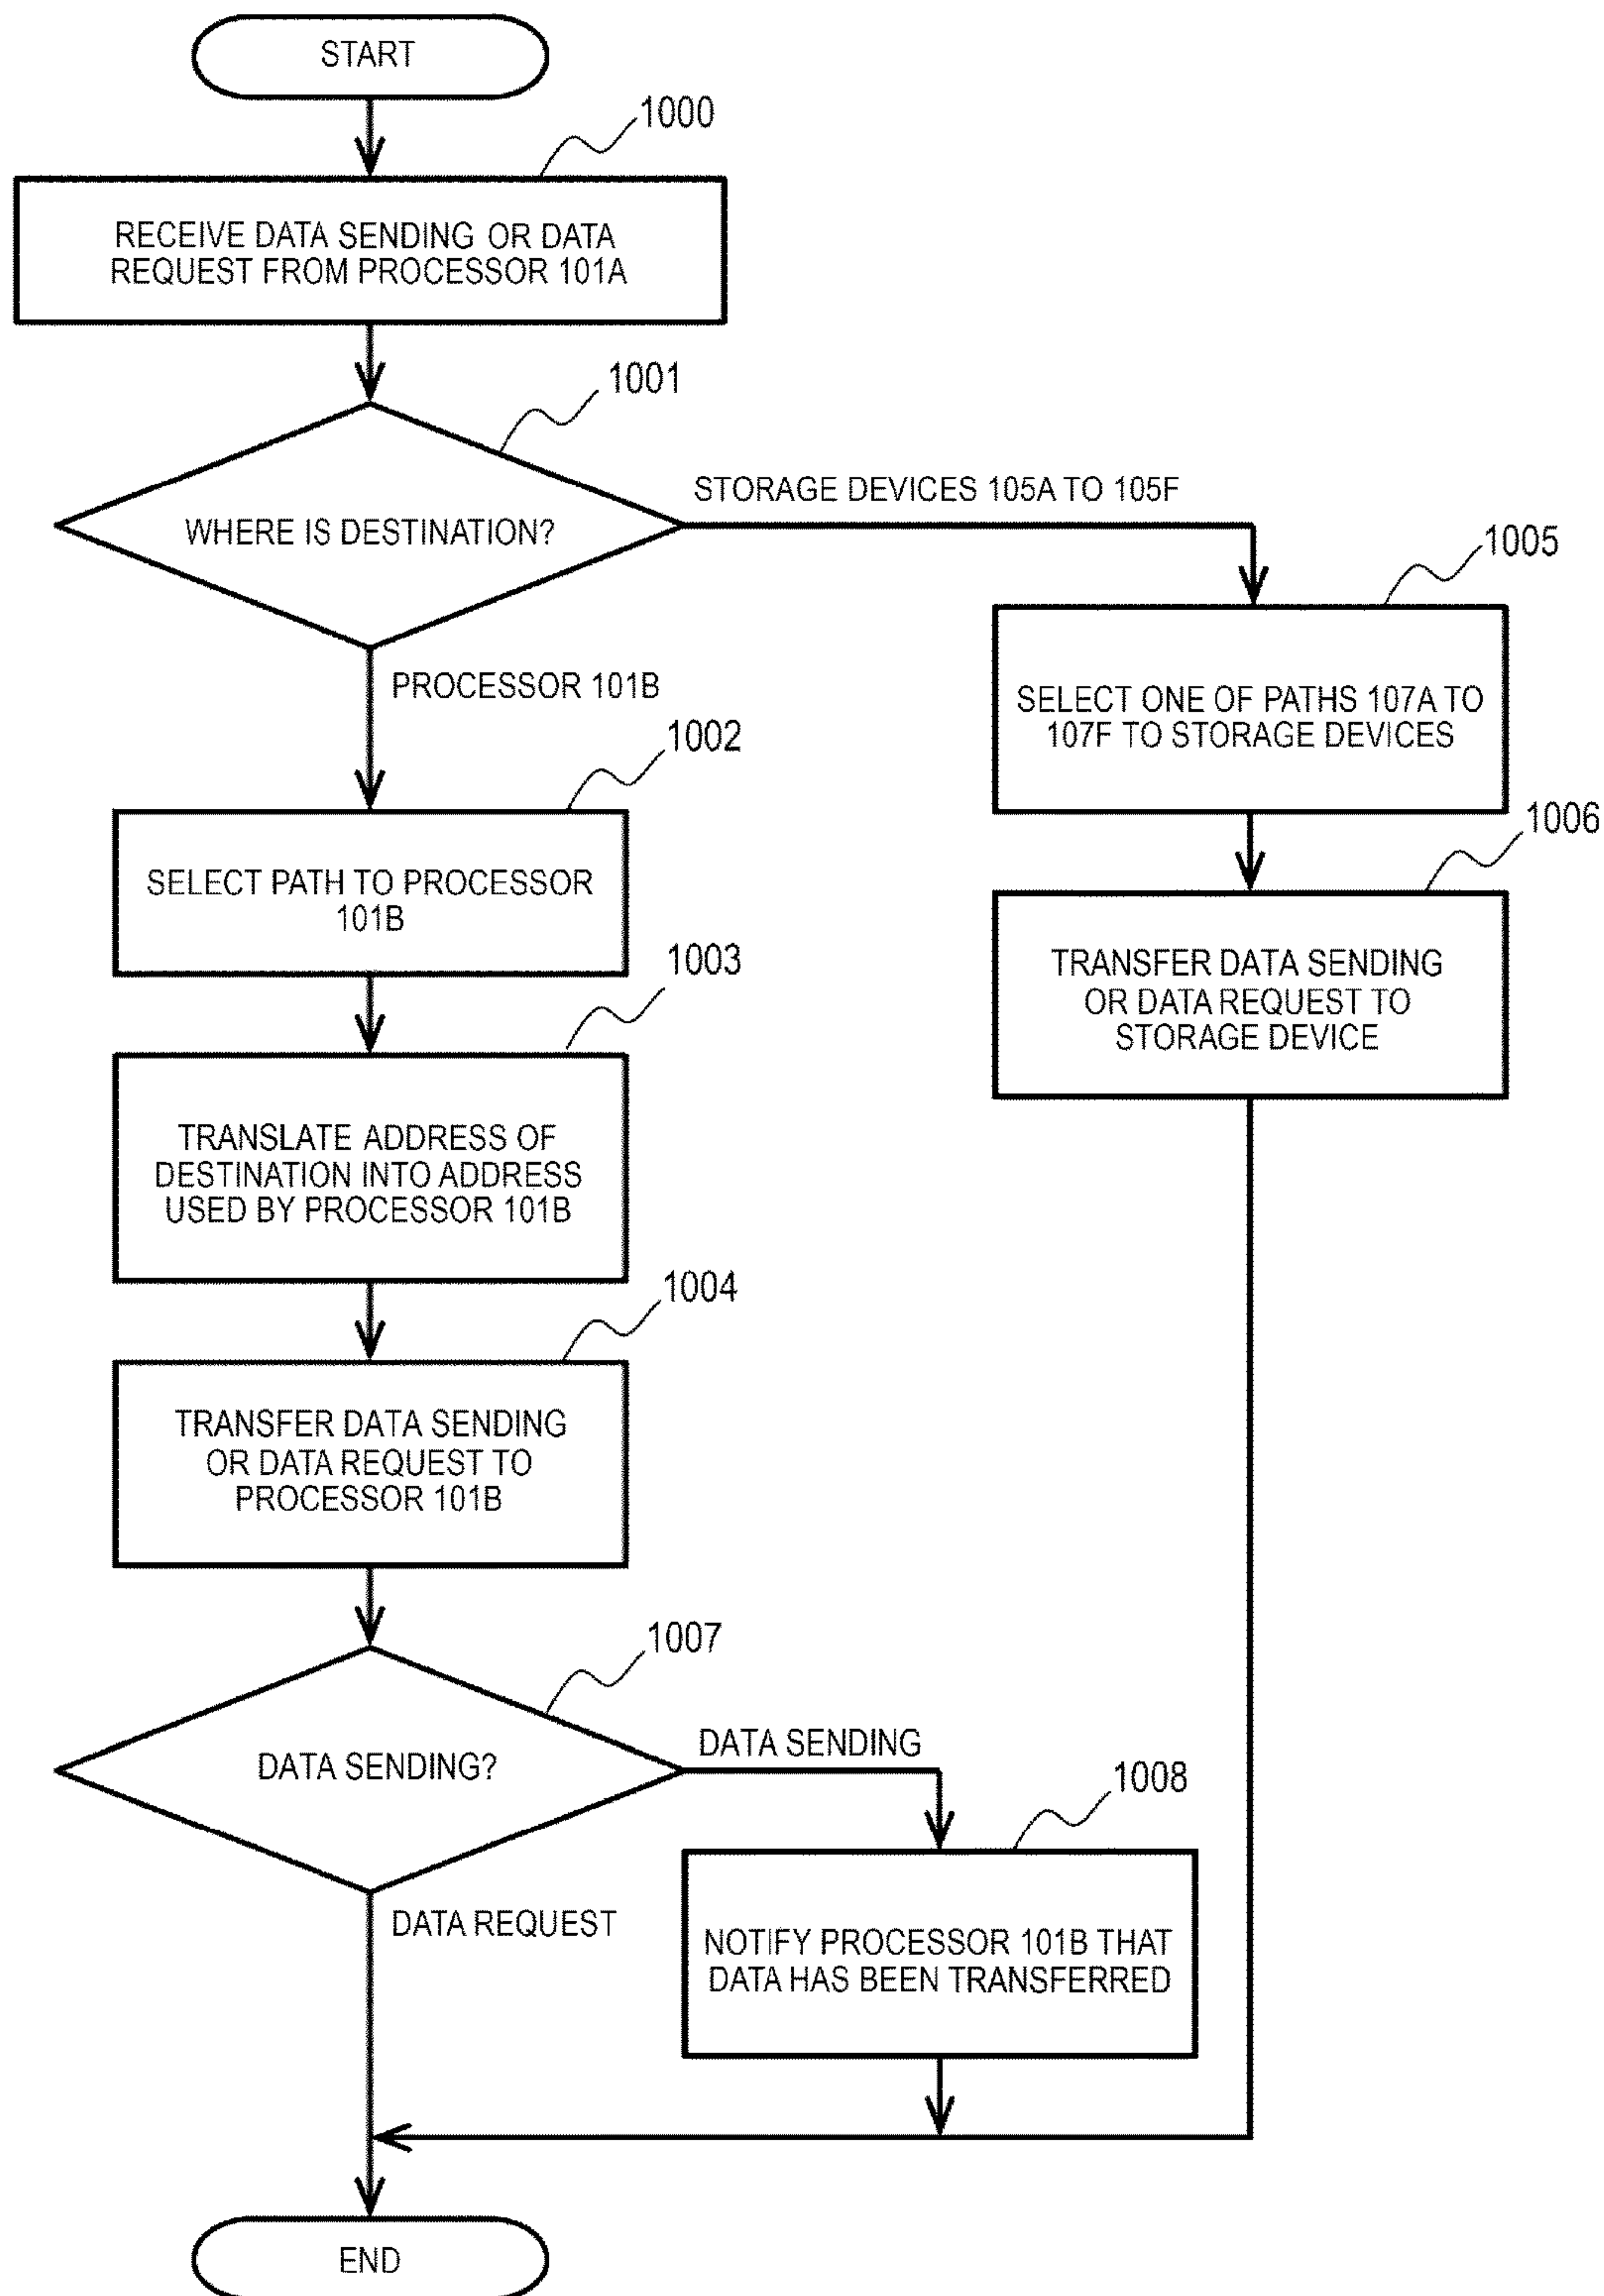 START
1000
RECEIVE DATA SENDING OR DATA
REQUEST FROM PROCESSOR 101A
1001
WHERE IS DESTINATION?
STORAGE DEVICES 105A TO 105F
PROCESSOR 101B
1005
SELECT ONE OF PATHS 107A TO
107F TO STORAGE DEVICES
1002
SELECT PATH TO PROCESSOR
101B
1006
TRANSFER DATA SENDING
OR DATA REQUEST TO
STORAGE DEVICE
1003
TRANSLATE ADDRESS OF
DESTINATION INTO ADDRESS
USED BY PROCESSOR 101B
1004
TRANSFER DATA SENDING
OR DATA REQUEST TO
PROCESSOR 101B
1007
DATA SENDING?
DATA SENDING
1008
DATA REQUEST
NOTIFY PROCESSOR 101B THAT
DATA HAS BEEN TRANSFERRED
END